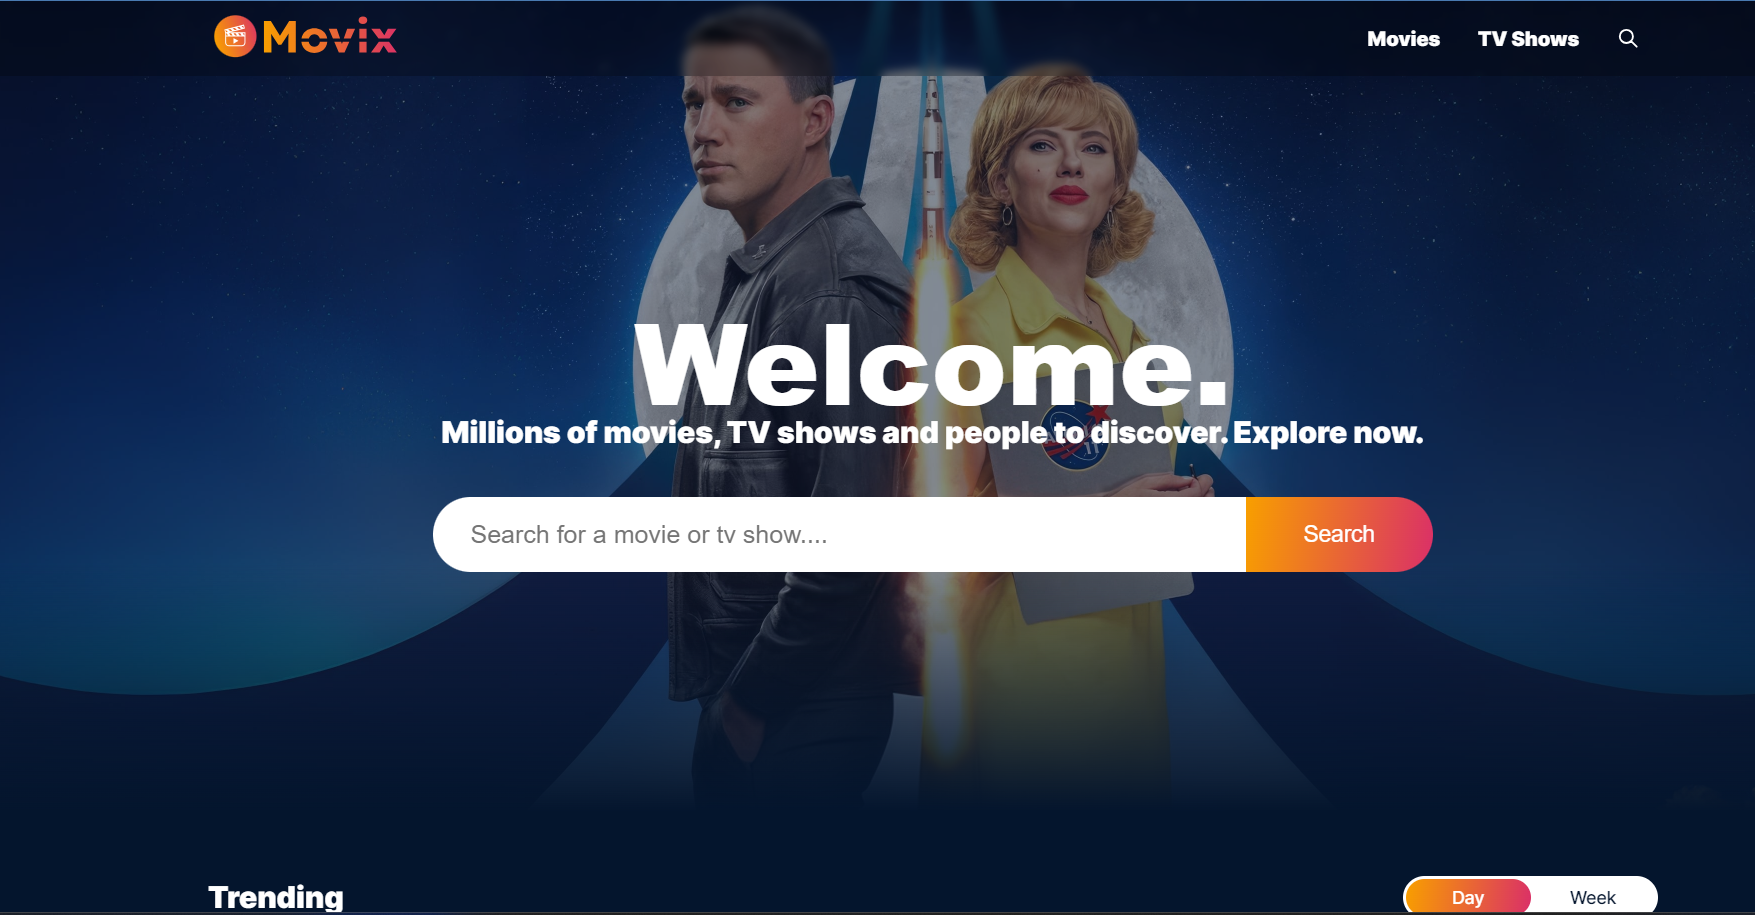 Movix
Movies TV Shows
Welcome.
Millions of movies, TV shows and people to discover. Explore now.
Search for a movie or tv show.... Search
Trending Day Week